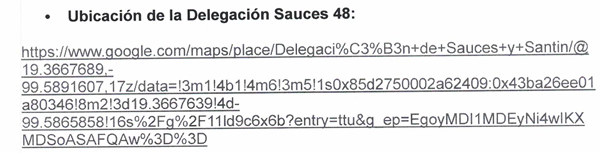 • Ubicación de la Delegación Sauces 48:
https://www.google.com/maps/place/Delegaci%C3%B3n+de+Sauces+y+Santin/@
19.3667689,-
99.5891607,17z/data=!3m1!4b1!4m6!3m5!1s0x85d2750002a62409:0x43ba26ee01
a80346!8m2!3d19.3667639!4d-
99.5865858!16s%2Fg%2F11ld9c6x6b?entry=ttu&g_ep=EgoyMDI1MDEyNi4wIKX
MDSoASAFQAw%3D%3D